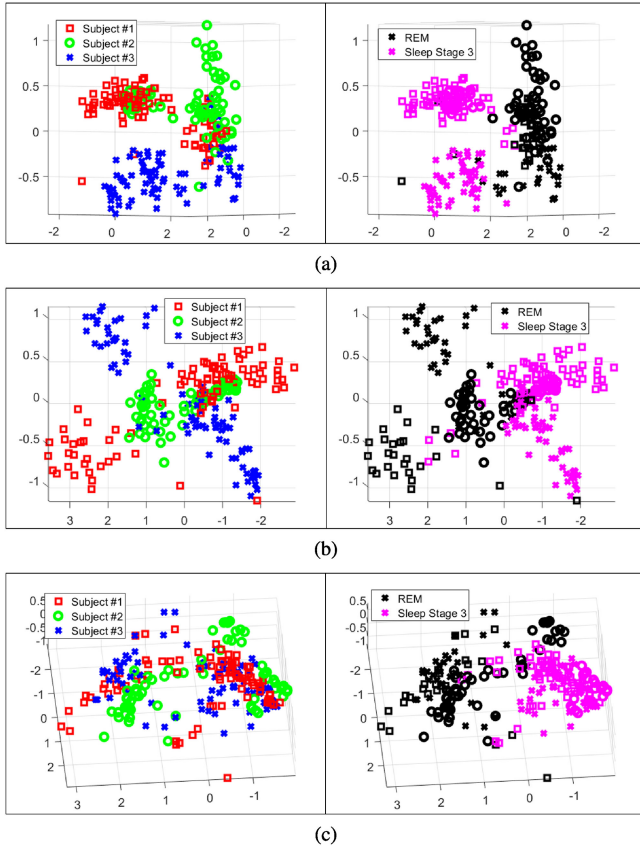 Subject #1
Subject #2
Subject #3
1
0.5
0
-0.5
-2 0 2 2 0 -2
REM
Sleep Stage 3
1
0.5
0
-0.5
-2 0 2 2 0 -2
(a)
Subject #1
Subject #2
Subject #3
1
0.5
0
-0.5
-1
3 2 1 0 -1 -2
REM
Sleep Stage 3
1
0.5
0
-0.5
-1
3 2 1 0 -1 -2
(b)
Subject #1
Subject #2
Subject #3
0.5
0
-0.5
-1
-2
-1
0
1
2
3 2 1 0 -1
REM
Sleep Stage 3
0.5
0
-0.5
-1
-2
-1
0
1
2
3 2 1 0 -1
(c)